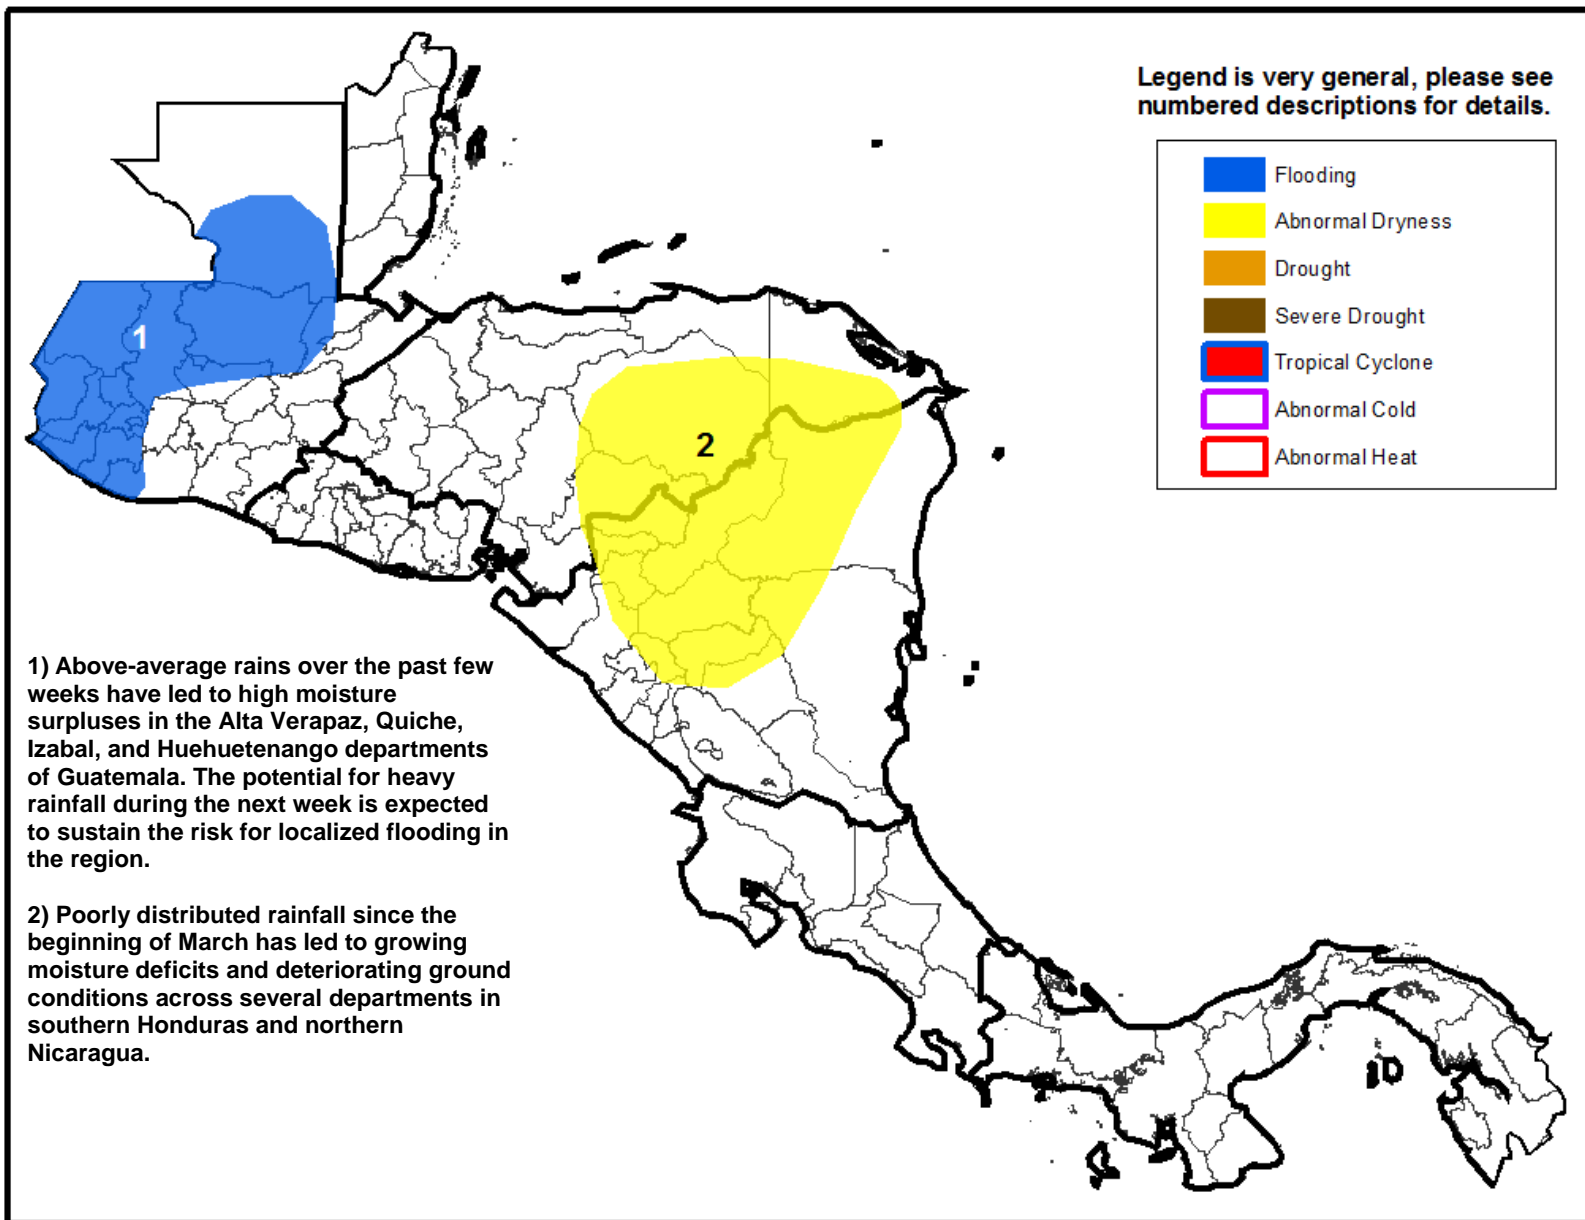 Legend is very general, please see
numbered descriptions for details.
Flooding
Abnormal Dryness
Drought
Severe Drought
Tropical Cyclone
Abnormal Cold
Abnormal Heat
1
2
1) Above-average rains over the past few
weeks have led to high moisture
surpluses in the Alta Verapaz, Quiche,
Izabal, and Huehuetenango departments
of Guatemala. The potential for heavy
rainfall during the next week is expected
to sustain the risk for localized flooding in
the region.
2) Poorly distributed rainfall since the
beginning of March has led to growing
moisture deficits and deteriorating ground
conditions across several departments in
southern Honduras and northern
Nicaragua.